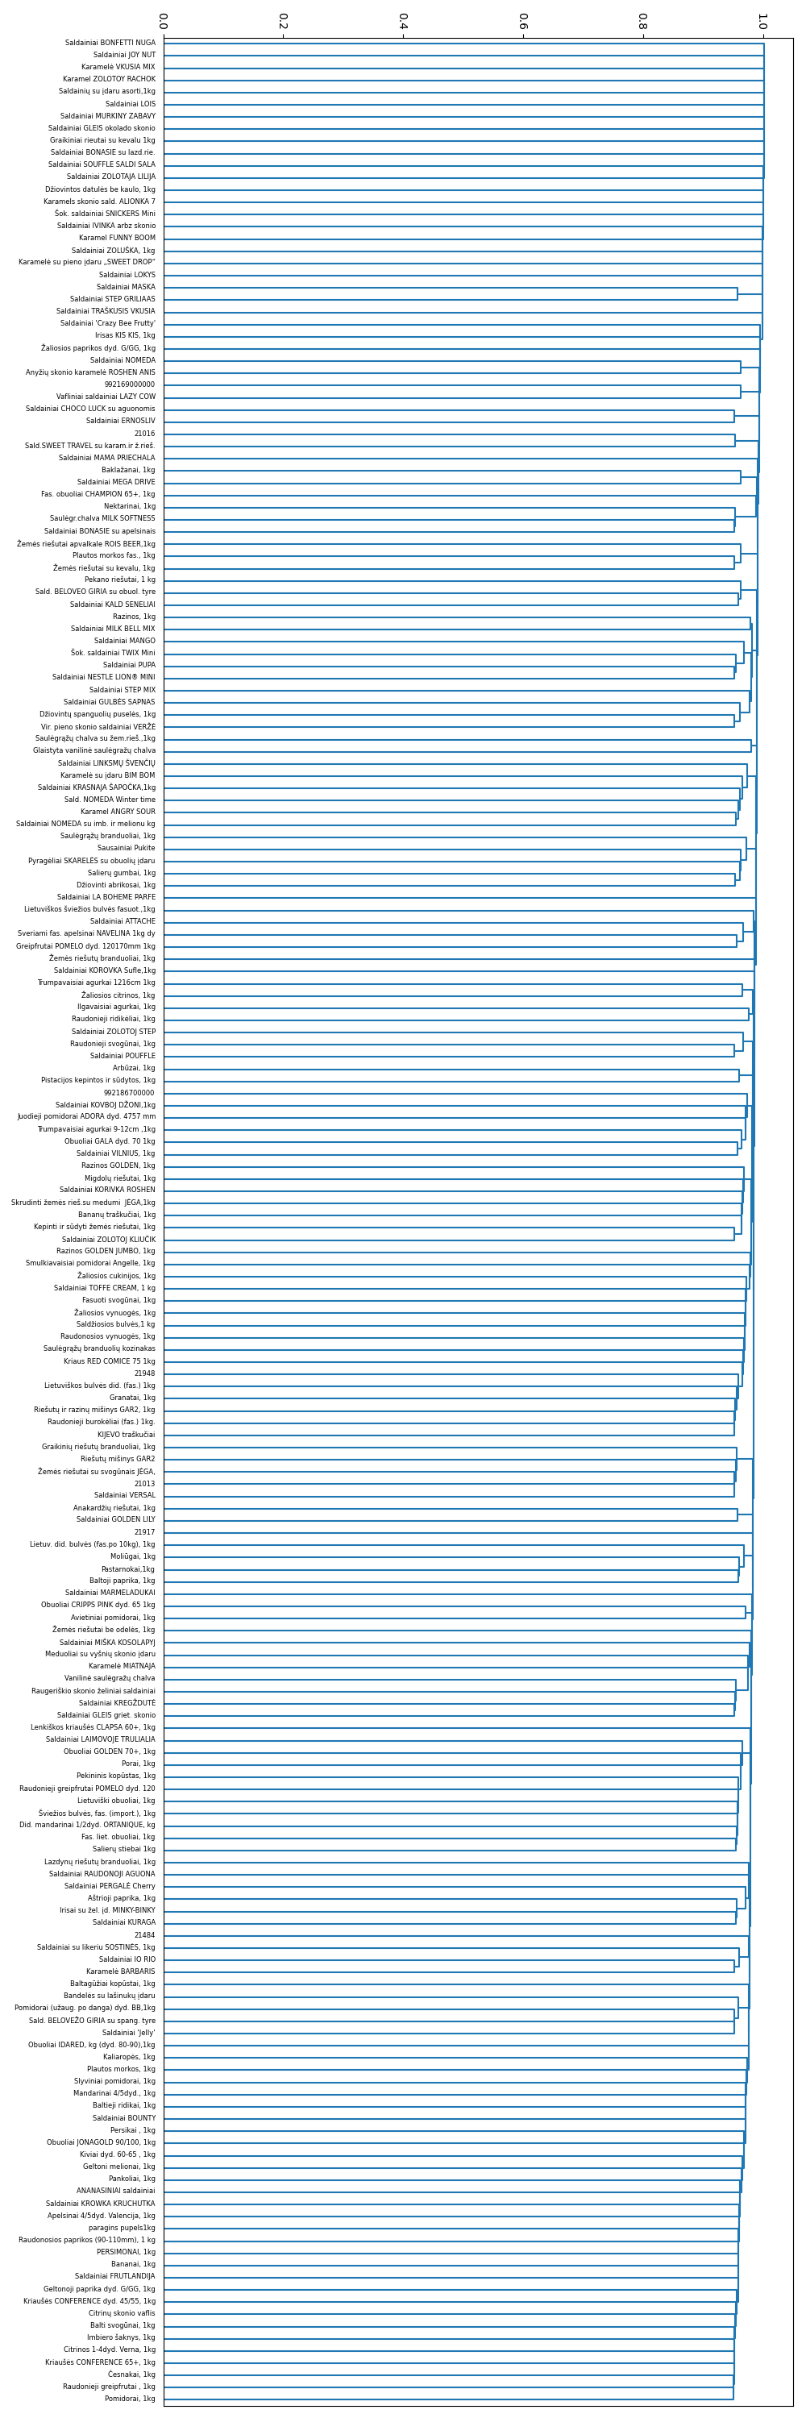 0.0
0.2
0.4
0.6
0.8
1.0
Saldainiai BONFETTI NUGA
Saldainiai JOY NUT
Karamelė VKUSIA MIX
Karamel ZOLOTOY RACHOK
Saldainių su įdaru asorti,1kg
Saldainiai LOIS
Saldainiai MURKINY ZABAVY
Saldainiai GLEIS okolado skonio
Graikiniai rieutai su kevalu 1kg
Saldainiai BONASIE su lazd.rie.
Saldainiai SOUFFLE SALDI SALA
Saldainiai ZOLOTAJA LILIJA
Džiovintos datulės be kaulo, 1kg
Karamels skonio sald. ALIONKA 7
Šok. saldainiai SNICKERS Mini
Saldainiai IVINKA arbz skonio
Karamel FUNNY BOOM
Saldainiai ZOLUŠKA, 1kg
Karamelė su pieno įdaru „SWEET DROP"
Saldainiai LOKYS
Saldainiai MASKA
Saldainiai STEP GRILIAAS
Saldainiai TRAŠKUSIS VKUSIA
Saldainiai 'Crazy Bee Frutty'
Irisas KIS KIS, 1kg
Žaliosios paprikos dyd. G/GG, 1kg
Saldainiai NOMEDA
Anyžių skonio karamelė ROSHEN ANIS
992169000000
Vafliniai saldainiai LAZY COW
Saldainiai CHOCO LUCK su aguonomis
Saldainiai ERNOSLIV
21016
Sald.SWEET TRAVEL su karam.ir ž.rieš.
Saldainiai MAMA PRIECHALA
Baklažanai, 1kg
Saldainiai MEGA DRIVE
Fas. obuoliai CHAMPION 65+, 1kg
Nektarinai, 1kg
Saulėgr.chalva MILK SOFTNESS
Saldainiai BONASIE su apelsinais
Žemės riešutai apvalkale ROIS BEER,1kg
Plautos morkos fas., 1kg
Žemės riešutai su kevalu, 1kg
Pekano riešutai, 1 kg
Sald. BELOVEO GIRIA su obuol. tyre
Saldainiai KALD SENELIAI
Razinos, 1kg
Saldainiai MILK BELL MIX
Saldainiai MANGO
Šok. saldainiai TWIX Mini
Saldainiai PUPA
Saldainiai NESTLE LION® MINI
Saldainiai STEP MIX
Saldainiai GULBĖS SAPNAS
Džiovintų spanguolių puselės, 1kg
Vir. pieno skonio saldainiai VERŽĖ
Saulėgrąžų chalva su žem.rieš.,1kg
Glaistyta vanilinė saulėgražų chalva
Saldainiai LINKSMŲ ŠVENČIŲ
Karamelė su įdaru BIM BOM
Saldainiai KRASNAJA ŠAPOČKA,1kg
Sald. NOMEDA Winter time
Karamel ANGRY SOUR
Saldainiai NOMEDA su imb. ir melionu kg
Saulėgrąžų branduoliai, 1kg
Sausainiai Pukite
Pyragėliai SKARELĖS su obuolių įdaru
Salierų gumbai, 1kg
Džiovinti abrikosai, 1kg
Saldainiai LA BOHEME PARFE
Lietuviškos šviežios bulvės fasuot.,1kg
Saldainiai ATTACHE
Sveriami fas. apelsinai NAVELINA 1kg dy
Greipfrutai POMELO dyd. 120170mm 1kg
Žemės riešutų branduoliai, 1kg
Saldainiai KOROVKA Sufle,1kg
Trumpavaisiai agurkai 1216cm 1kg
Žaliosios citrinos, 1kg
Ilgavaisiai agurkai, 1kg
Raudonieji ridikėliai, 1kg
Saldainiai ZOLOTOJ STEP
Raudonieji svogūnai, 1kg
Saldainiai POUFFLE
Arbūzai, 1kg
Pistacijos kepintos ir sūdytos, 1kg
992186700000
Saldainiai KOVBOJ DŽONI,1kg
Juodieji pomidorai ADORA dyd. 4757 mm
Trumpavaisiai agurkai 9-12cm ,1kg
Obuoliai GALA dyd. 70 1kg
Saldainiai VILNIUS, 1kg
Razinos GOLDEN, 1kg
Migdolų riešutai, 1kg
Saldainiai KORIVKA ROSHEN
Skrudinti žemės rieš.su medumi  JĖGA,1kg
Bananų traškučiai, 1kg
Kepinti ir sūdyti žemės riešutai, 1kg
Saldainiai ZOLOTOJ KLIUČIK
Razinos GOLDEN JUMBO, 1kg
Smulkiavaisiai pomidorai Angelle, 1kg
Žaliosios cukinijos, 1kg
Saldainiai TOFFE CREAM, 1 kg
Fasuoti svogūnai, 1kg
Žaliosios vynuogės, 1kg
Saldžiosios bulvės,1 kg
Raudonosios vynuogės, 1kg
Saulėgrąžų branduolių kozinakas
Kriaus RED COMICE 75 1kg
21948
Lietuviškos bulvės did. (fas.) 1kg
Granatai, 1kg
Riešutų ir razinų mišinys GAR2, 1kg
Raudonieji burokėliai (fas.) 1kg.
KIJEVO traškučiai
Graikinių riešutų branduoliai, 1kg
Riešutų mišinys GAR2
Žemės riešutai su svogūnais JĖGA,
21013
Saldainiai VERSAL
Anakardžių riešutai, 1kg
Saldainiai GOLDEN LILY
21917
Lietuv. did. bulvės (fas.po 10kg), 1kg
Moliūgai, 1kg
Pastarnokai,1kg
Baltoji paprika, 1kg
Saldainiai MARMELADUKAI
Obuoliai CRIPPS PINK dyd. 65 1kg
Avietiniai pomidorai, 1kg
Žemės riešutai be odelės, 1kg
Saldainiai MIŠKA KOSOLAPYJ
Meduoliai su vyšnių skonio įdaru
Karamelė MIATNAJA
Vanilinė saulėgražų chalva
Raugeriškio skonio želiniai saldainiai
Saldainiai KREGŽDUTĖ
Saldainiai GLEIS griet. skonio
Lenkiškos kriaušės CLAPSA 60+, 1kg
Saldainiai LAIMOVOJE TRULIALIA
Obuoliai GOLDEN 70+, 1kg
Porai, 1kg
Pekininis kopūstas, 1kg
Raudonieji greipfrutai POMELO dyd. 120
Lietuviški obuoliai, 1kg
Šviežios bulvės, fas. (import.), 1kg
Did. mandarinai 1/2dyd. ORTANIQUE, kg
Fas. liet. obuoliai, 1kg
Salierų stiebai 1kg
Lazdynų riešutų branduoliai, 1kg
Saldainiai RAUDONOJI AGUONA
Saldainiai PERGALĖ Cherry
Aštrioji paprika, 1kg
Irisai su žel. įd. MINKY-BINKY
Saldainiai KURAGA
21484
Saldainiai su likeriu SOSTINĖS, 1kg
Saldainiai IO RIO
Karamelė BARBARIS
Baltagūžiai kopūstai, 1kg
Bandelės su lašinukų įdaru
Pomidorai (užaug. po danga) dyd. BB,1kg
Sald. BELOVEŽO GIRIA su spang. tyre
Saldainiai 'Jelly'
Obuoliai IDARED, kg (dyd. 80-90),1kg
Kaliaropės, 1kg
Plautos morkos, 1kg
Slyviniai pomidorai, 1kg
Mandarinai 4/5dyd., 1kg
Baltieji ridikai, 1kg
Saldainiai BOUNTY
Persikai , 1kg
Obuoliai JONAGOLD 90/100, 1kg
Kiviai dyd. 60-65 , 1kg
Geltoni melionai, 1kg
Pankoliai, 1kg
ANANASINIAI saldainiai
Saldainiai KROWKA KRUCHUTKA
Apelsinai 4/5dyd. Valencija, 1kg
paragins pupels1kg
Raudonosios paprikos (90-110mm), 1 kg
PERSIMONAI, 1kg
Bananai, 1kg
Saldainiai FRUTLANDIJA
Geltonoji paprika dyd. G/GG, 1kg
Kriaušės CONFERENCE dyd. 45/55, 1kg
Citrinų skonio vaflis
Balti svogūnai, 1kg
Imbiero šaknys, 1kg
Citrinos 1-4dyd. Verna, 1kg
Kriaušės CONFERENCE 65+, 1kg
Česnakai, 1kg
Raudonieji greipfrutai , 1kg
Pomidorai, 1kg